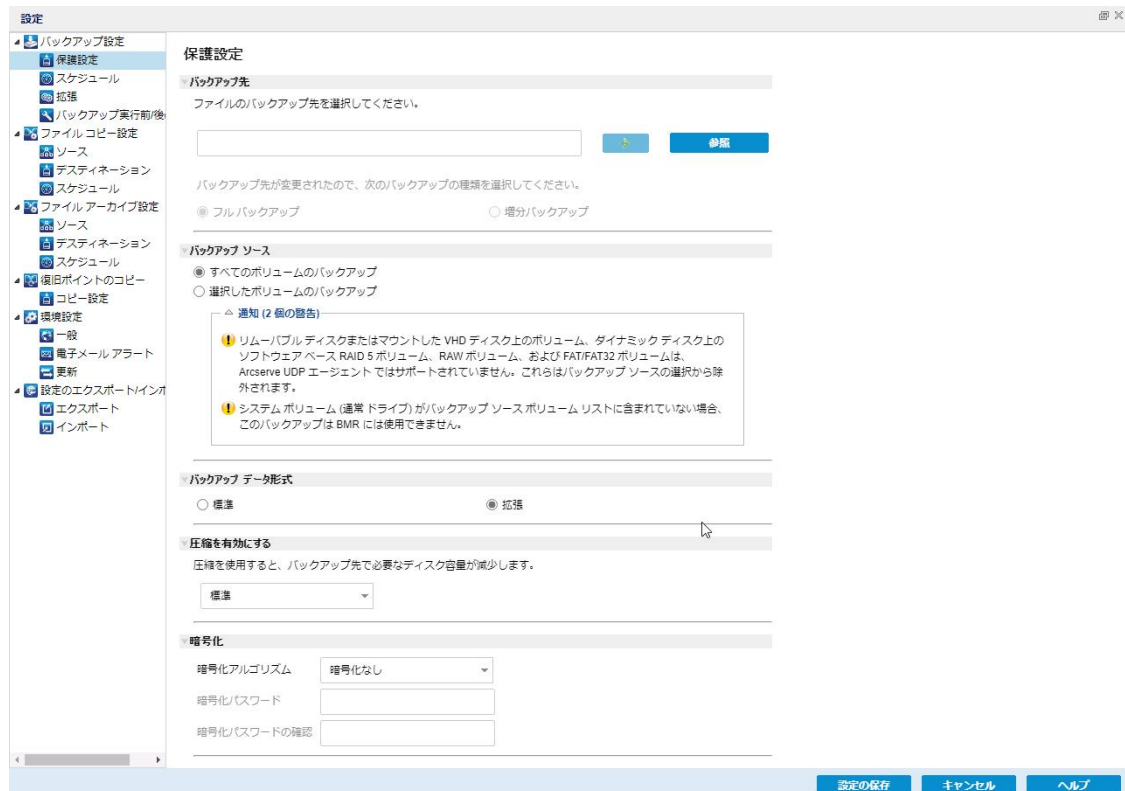 設定
バックアップ設定
保護設定
スケジュール
拡張
バックアップ実行前/後
ファイル コピー設定
ソース
デスティネーション
スケジュール
ファイル アーカイブ設定
ソース
デスティネーション
スケジュール
復旧ポイントのコピー
コピー設定
環境設定
一般
電子メール アラート
更新
設定のエクスポート/インポ
エクスポート
インポート
保護設定
バックアップ先
ファイルのバックアップ先を選択してください。
参照
バックアップ先が変更されたので、次のバックアップの種類を選択してください。
フル バックアップ
増分バックアップ
バックアップ ソース
すべてのボリュームのバックアップ
選択したボリュームのバックアップ
通知 (2 個の警告)
リムーバブル ディスクまたはマウントした VHD ディスク上のボリューム、ダイナミック ディスク上の
ソフトウェア ベース RAID 5 ボリューム、RAW ボリューム、および FAT/FAT32 ボリュームは、
Arcserve UDP エージェント ではサポートされていません。これらはバックアップ ソースの選択から除
外されます。
システム ボリューム (通常 ドライブ) がバックアップ ソース ボリューム リストに含まれていない場合、
このバックアップは BMR には使用できません。
バックアップ データ形式
標準
拡張
圧縮を有効にする
圧縮を使用すると、バックアップ先で必要なディスク容量が減少します。
標準
暗号化
暗号化アルゴリズム
暗号化なし
暗号化パスワード
暗号化パスワードの確認
設定の保存
キャンセル
ヘルプ